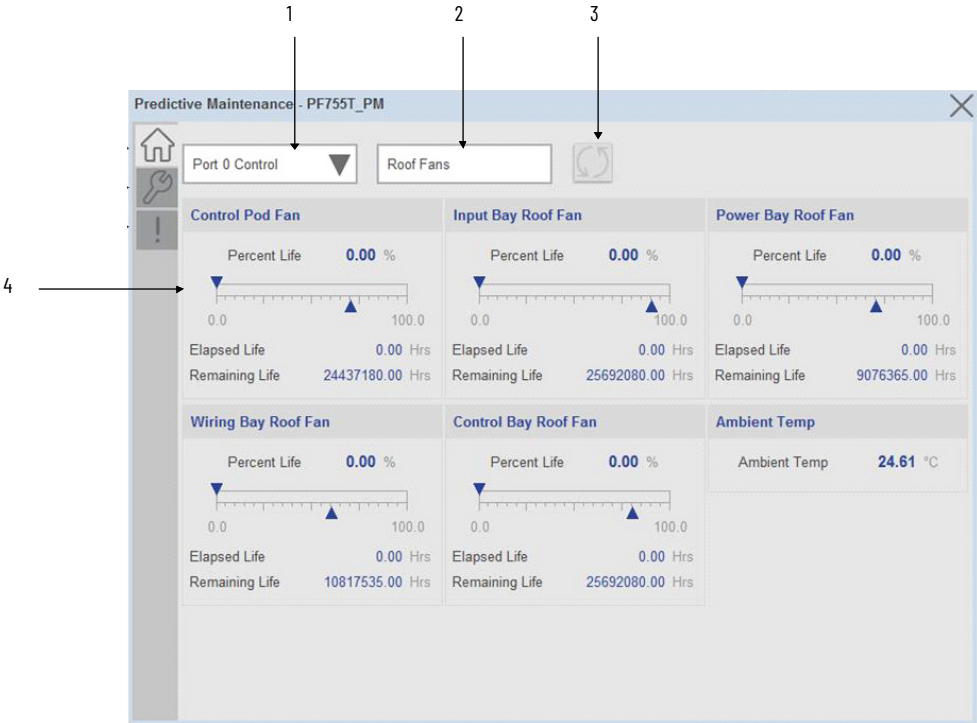 1 2 3
Predictive Maintenance - PF755T_PM
Port 0 Control Roof Fans
Control Pod Fan Input Bay Roof Fan Power Bay Roof Fan
Percent Life 0.00 % Percent Life 0.00 % Percent Life 0.00 %
4
0.0 100.0 0.0 100.0 0.0 100.0
Elapsed Life 0.00 Hrs Elapsed Life 0.00 Hrs Elapsed Life 0.00 Hrs
Remaining Life 24437180.00 Hrs Remaining Life 25692080.00 Hrs Remaining Life 9076365.00 Hrs
Wiring Bay Roof Fan Control Bay Roof Fan Ambient Temp
Percent Life 0.00 % Percent Life 0.00 % Ambient Temp 24.61 °C
0.0 100.0 0.0 100.0
Elapsed Life 0.00 Hrs Elapsed Life 0.00 Hrs
Remaining Life 10817535.00 Hrs Remaining Life 25692080.00 Hrs